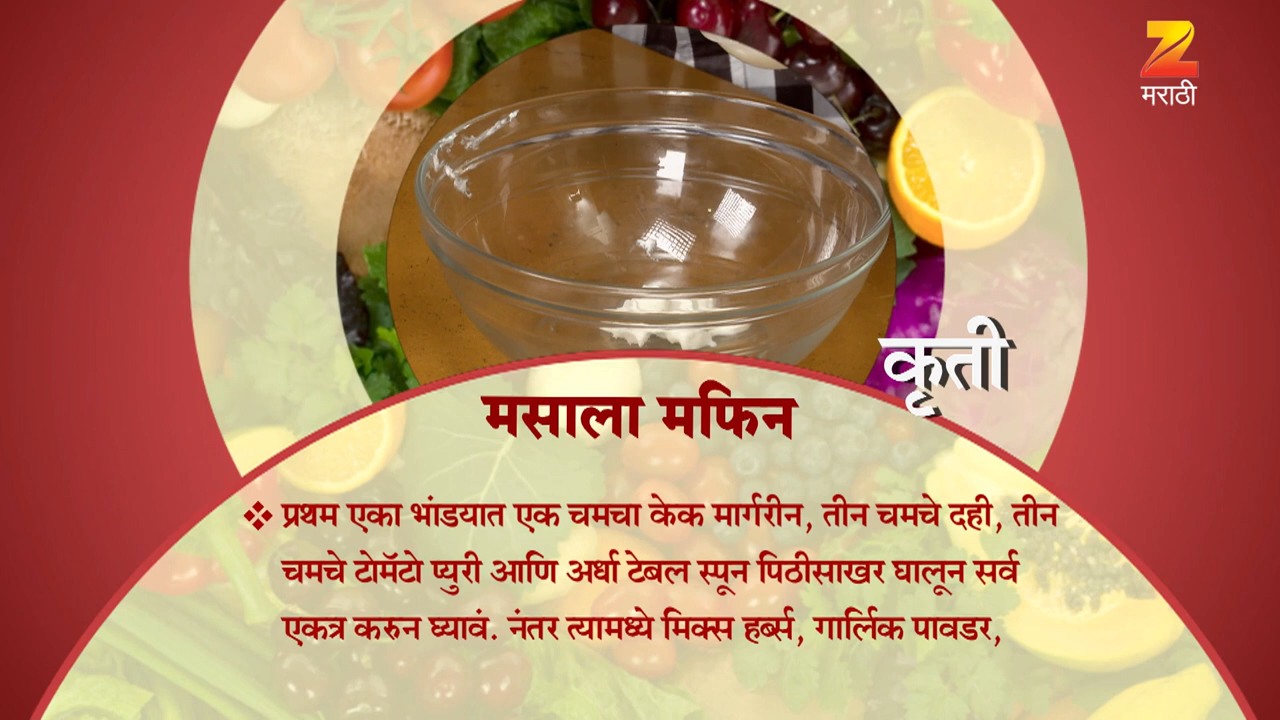 मराठी
कृती
मसाला मफिन
❖ प्रथम एका भांडयात एक चमचा केक मार्गरीन, तीन चमचे दही, तीन
चमचे टोमॅटो प्युरी आणि अर्धा टेबल स्पून पिठीसाखर घालून सर्व
एकत्र करुन घ्यावं. नंतर त्यामध्ये मिक्स हर्ब्स, गार्लिक पावडर,